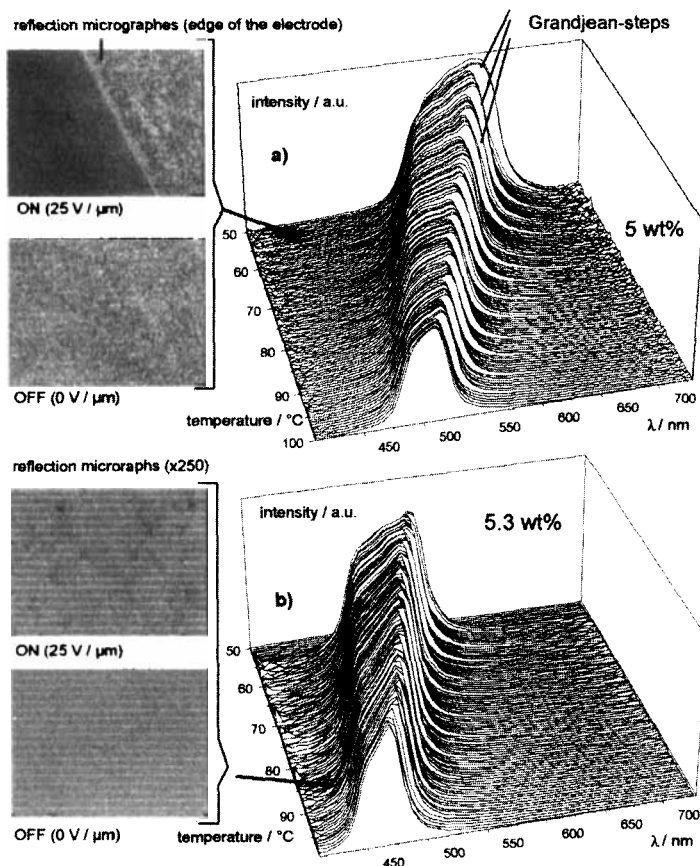 reflection micrographes (edge of the electrode)
Grandjean-steps
intensity / a.u.
a)
ON (25 V / µm)
5 wt%
50
60
70
80
90
100
OFF (0 V / µm)
temperature / °C
450
500
550
600
650
700
λ / nm
reflection microraphs (x250)
intensity / a.u.
5.3 wt%
b)
ON (25 V / µm)
50
60
70
80
90
OFF (0 V / µm)
temperature / °C
450
500
550
600
650
700
λ / nm